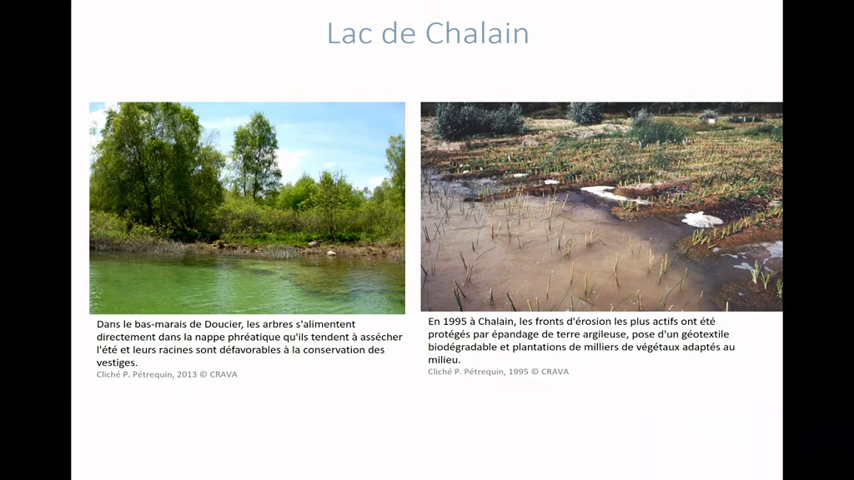 Lac de Chalain
Dans le bas-marais de Doucier, les arbres s'alimentent
directement dans la nappe phréatique qu'ils tendent à assécher
l'été et leurs racines sont défavorables à la conservation des
vestiges.
Cliché P. Pétrequin, 2013 © CRAVA
En 1995 à Chalain, les fronts d'érosion les plus actifs ont été
protégés par épandage de terre argileuse, pose d'un géotextile
biodégradable et plantations de milliers de végétaux adaptés au
milieu.
Cliché P. Pétrequin, 1995 © CRAVA